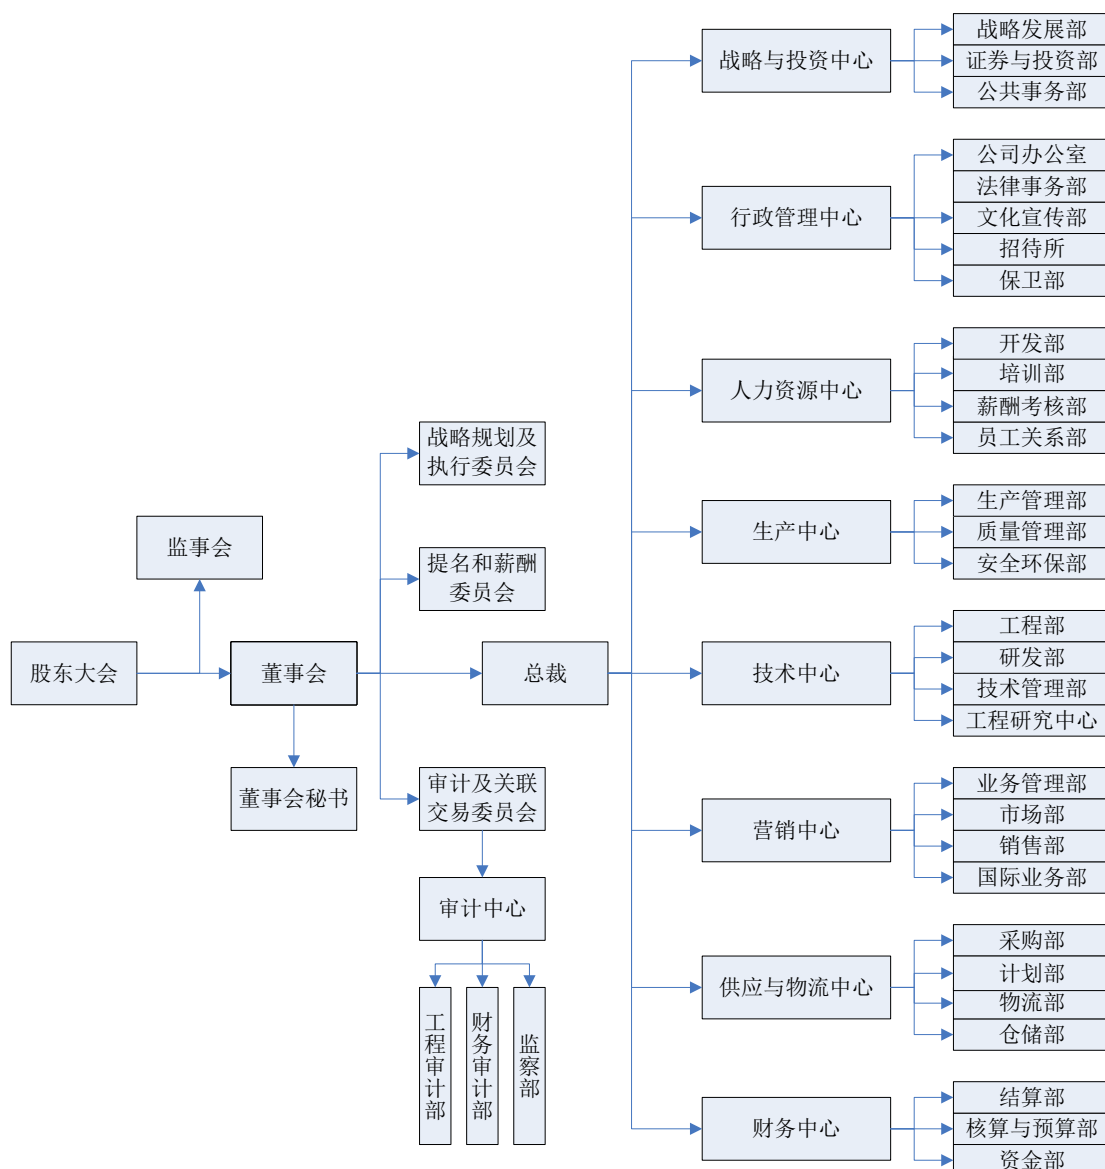 股东大会
监事会
董事会
董事会秘书
战略规划及
执行委员会
提名和薪酬
委员会
总裁
审计及关联
交易委员会
审计中心
工程审计部
财务审计部
监察部
战略与投资中心
战略发展部
证券与投资部
公共事务部
行政管理中心
公司办公室
法律事务部
文化宣传部
招待所
保卫部
人力资源中心
开发部
培训部
薪酬考核部
员工关系部
生产中心
生产管理部
质量管理部
安全环保部
技术中心
工程部
研发部
技术管理部
工程研究中心
营销中心
业务管理部
市场部
销售部
国际业务部
供应与物流中心
采购部
计划部
物流部
仓储部
财务中心
结算部
核算与预算部
资金部